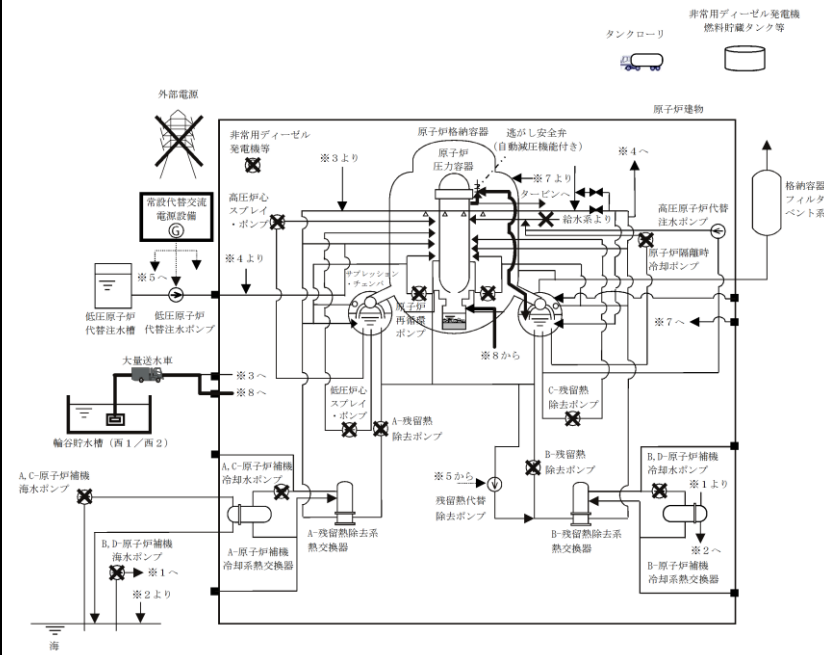 非常用ディーゼル発電機
燃料貯蔵タンク等
タンクローリ
外部電源
原子炉建物
非常用ディーゼル
発電機等
原子炉格納容器
逃がし安全弁
(自動減圧機能付き)
※3より
原子炉
圧力容器
※7より
※4へ
タービンへ
常設代替交流
電源設備
G
高圧炉心
スプレイ
・ポンプ
給水系より
高圧原子炉代替
注水ポンプ
格納容器
フィルタ
ベント系
※5へ
※4より
原子炉隔離時
冷却ポンプ
サプレッション
・チェンバ
低圧原子炉
代替注水槽
低圧原子炉
代替注水ポンプ
原子炉
再循環
ポンプ
※7へ
※8から
大量送水車
※3へ
※8へ
低圧炉心
スプレイ
・ポンプ
A-残留熱
除去ポンプ
C-残留熱
除去ポンプ
輪谷貯水槽(西1/西2)
A,C-原子炉補機
海水ポンプ
A,C-原子炉補機
冷却水ポンプ
※5から
残留熱代替
除去ポンプ
B-残留熱
除去ポンプ
B,D-原子炉補機
冷却水ポンプ
※1より
A-残留熱除去系
熱交換器
B-残留熱除去系
熱交換器
B,D-原子炉補機
海水ポンプ
A-原子炉補機
冷却系熱交換器
※2へ
※1へ
B-原子炉補機
冷却系熱交換器
※2より
海